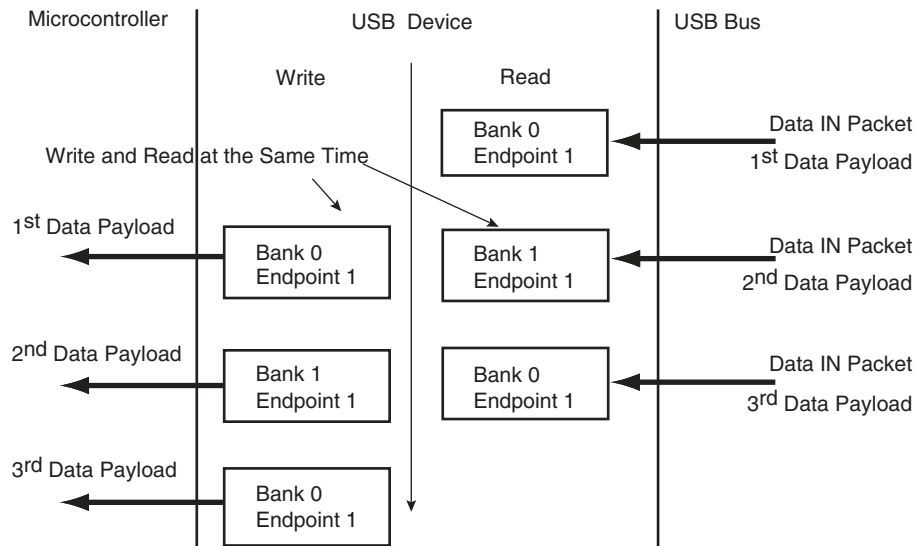 Microcontroller
USB Device
USB Bus
Write
Read
Bank 0
Endpoint 1
Data IN Packet
1st Data Payload
Write and Read at the Same Time
1st Data Payload
Bank 0
Endpoint 1
Bank 1
Endpoint 1
Data IN Packet
2nd Data Payload
2nd Data Payload
Bank 1
Endpoint 1
Bank 0
Endpoint 1
Data IN Packet
3rd Data Payload
3rd Data Payload
Bank 0
Endpoint 1